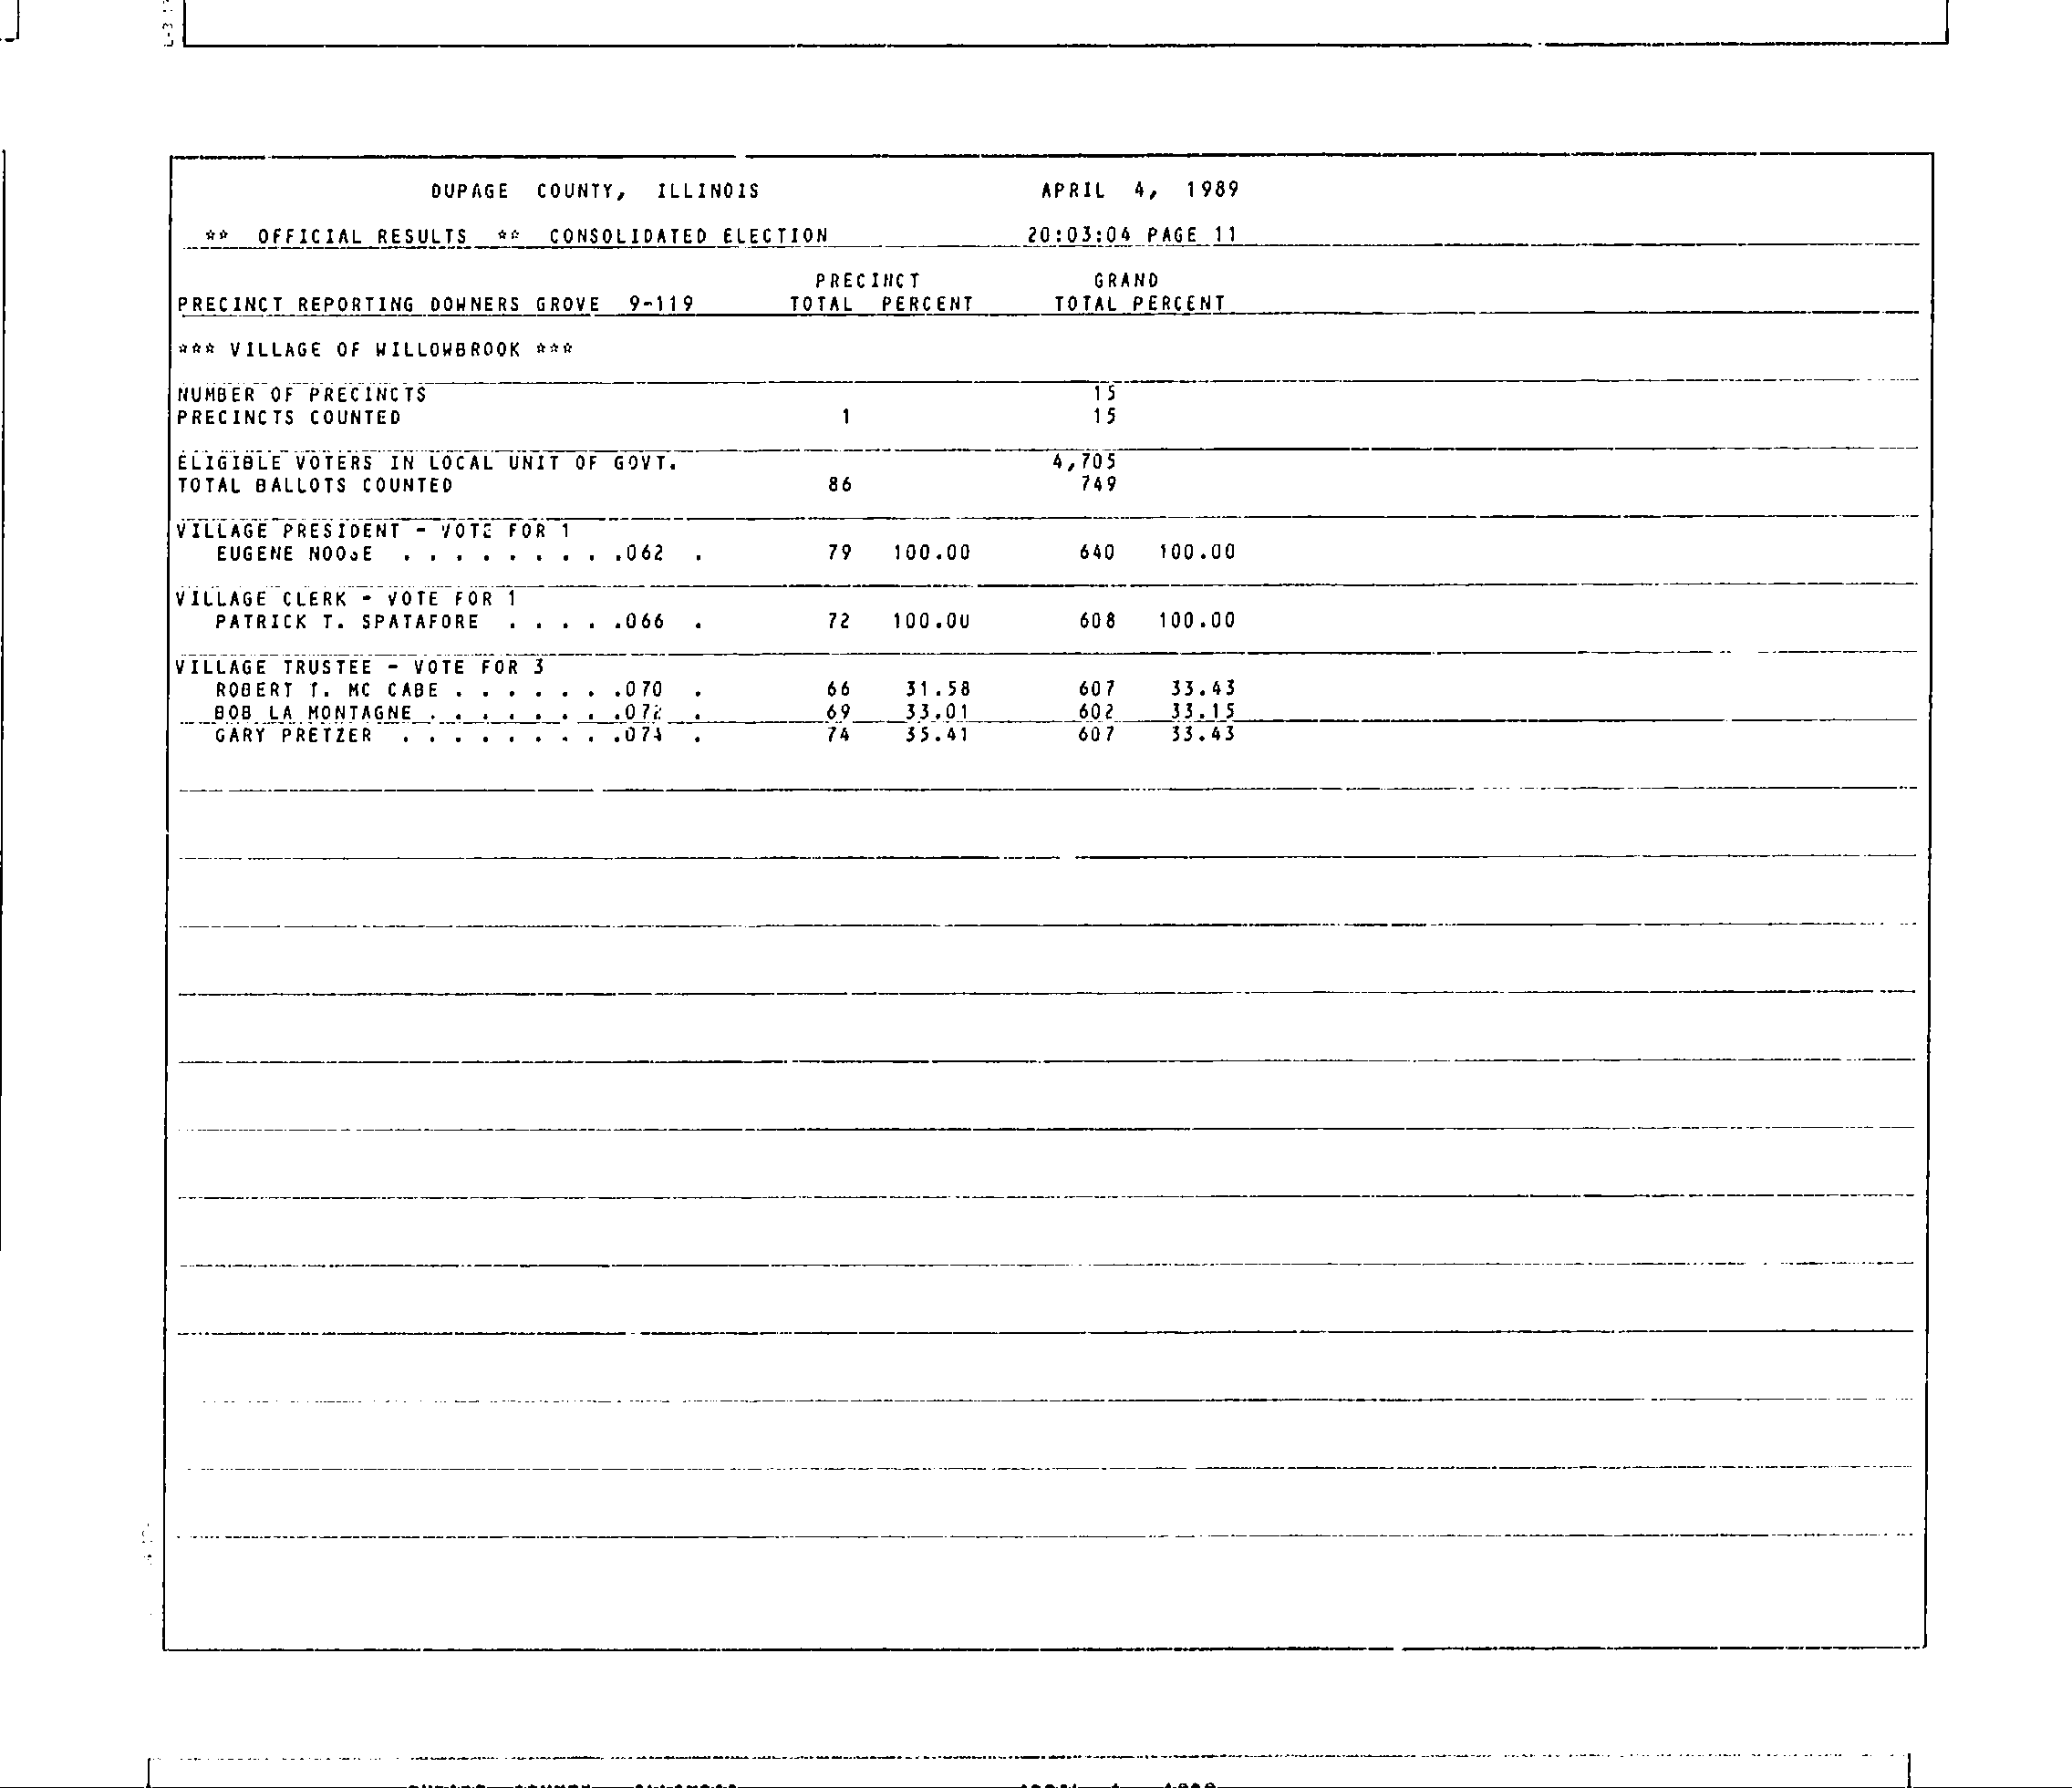 DUPAGE COUNTY, ILLINOIS APRIL 4, 1989
** OFFICIAL RESULTS ** CONSOLIDATED ELECTION 20:03:04 PAGE 11
PRECINCT GRAND
PRECINCT REPORTING DOWNERS GROVE 9-119 TOTAL PERCENT TOTAL PERCENT
*** VILLAGE OF WILLOWBROOK ***
NUMBER OF PRECINCTS 15
PRECINCTS COUNTED 1 15
ELIGIBLE VOTERS IN LOCAL UNIT OF GOVT. 4,705
TOTAL BALLOTS COUNTED 86 749
VILLAGE PRESIDENT - VOTE FOR 1
EUGENE . . . . . . . . .062 . 79 100.00 640 100.00
VILLAGE CLERK - VOTE FOR 1
PATRICK T. SPATAFORE . . . . .066 . 72 100.00 608 100.00
VILLAGE TRUSTEE - VOTE FOR 3
ROBERT T. MC CABE . . . . . . .070 . 66 31.58 607 33.43
BOB LA MONTAGNE . . . . . . . .072 . 69 33.01 602 33.15
GARY PRETZER . . . . . . . . .074 . 74 35.41 607 33.43